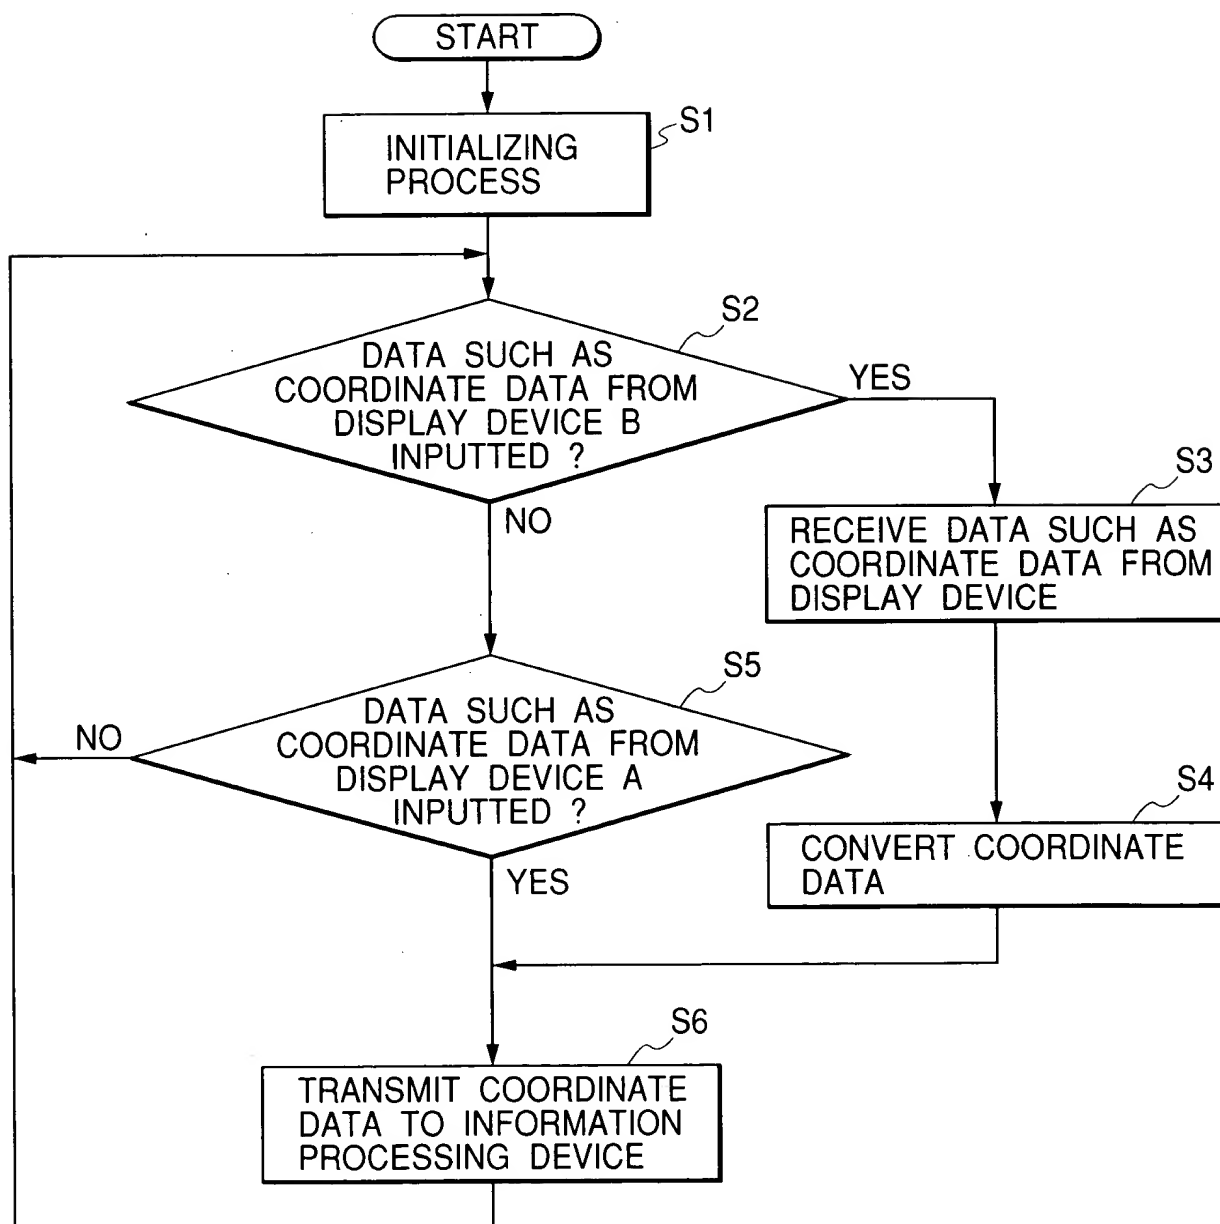 START
S1
INITIALIZING
PROCESS
S2
DATA SUCH AS
COORDINATE DATA FROM
DISPLAY DEVICE B
INPUTTED ?
YES
NO
S3
RECEIVE DATA SUCH AS
COORDINATE DATA FROM
DISPLAY DEVICE
S4
CONVERT COORDINATE
DATA
S5
DATA SUCH AS
COORDINATE DATA FROM
DISPLAY DEVICE A
INPUTTED ?
NO
YES
S6
TRANSMIT COORDINATE
DATA TO INFORMATION
PROCESSING DEVICE